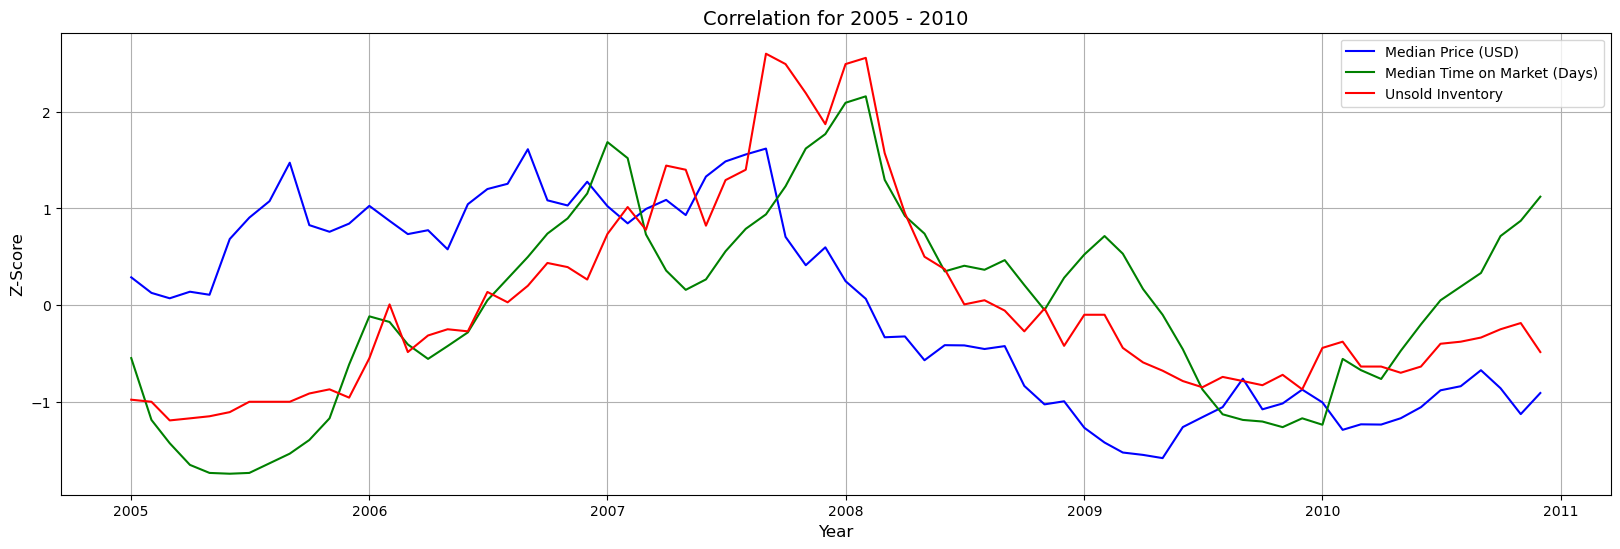 Correlation for 2005 - 2010
Median Price (USD)
Median Time on Market (Days)
Unsold Inventory
Z-Score
2
1
0
−1
2005
2006
2007
2008
2009
2010
2011
Year